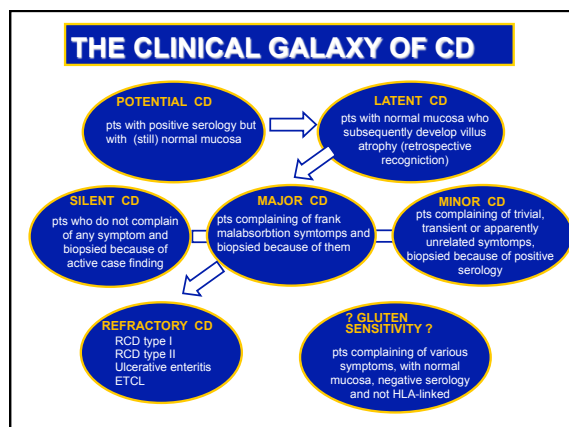 THE CLINICAL GALAXY OF CD
POTENTIAL CD
pts with positive serology but
with (still) normal mucosa
LATENT CD
pts with normal mucosa who
subsequently develop villus
atrophy (retrospective
recogniction)
SILENT CD
pts who do not complain
of any symptom and
biopsied because of
active case finding
MAJOR CD
pts complaining of frank
malabsorbtion symtomps and
biopsied because of them
MINOR CD
pts complaining of trivial,
transient or apparently
unrelated symtomps,
biopsied because of positive
serology
REFRACTORY CD
RCD type I
RCD type II
Ulcerative enteritis
ETCL
? GLUTEN
SENSITIVITY ?
pts complaining of various
symptoms, with normal
mucosa, negative serology
and not HLA-linked